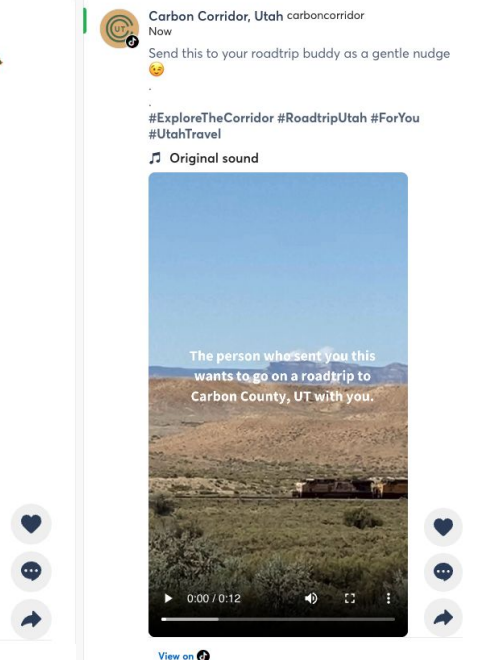 Carbon Corridor, Utah carboncorridor
Now
Send this to your roadtrip buddy as a gentle nudge
😉
.
.
#ExploreTheCorridor #RoadtripUtah #ForYou
#UtahTravel
Original sound
The person who sent you this
wants to go on a roadtrip to
Carbon County, UT with you.
0:00 / 0:12
View on